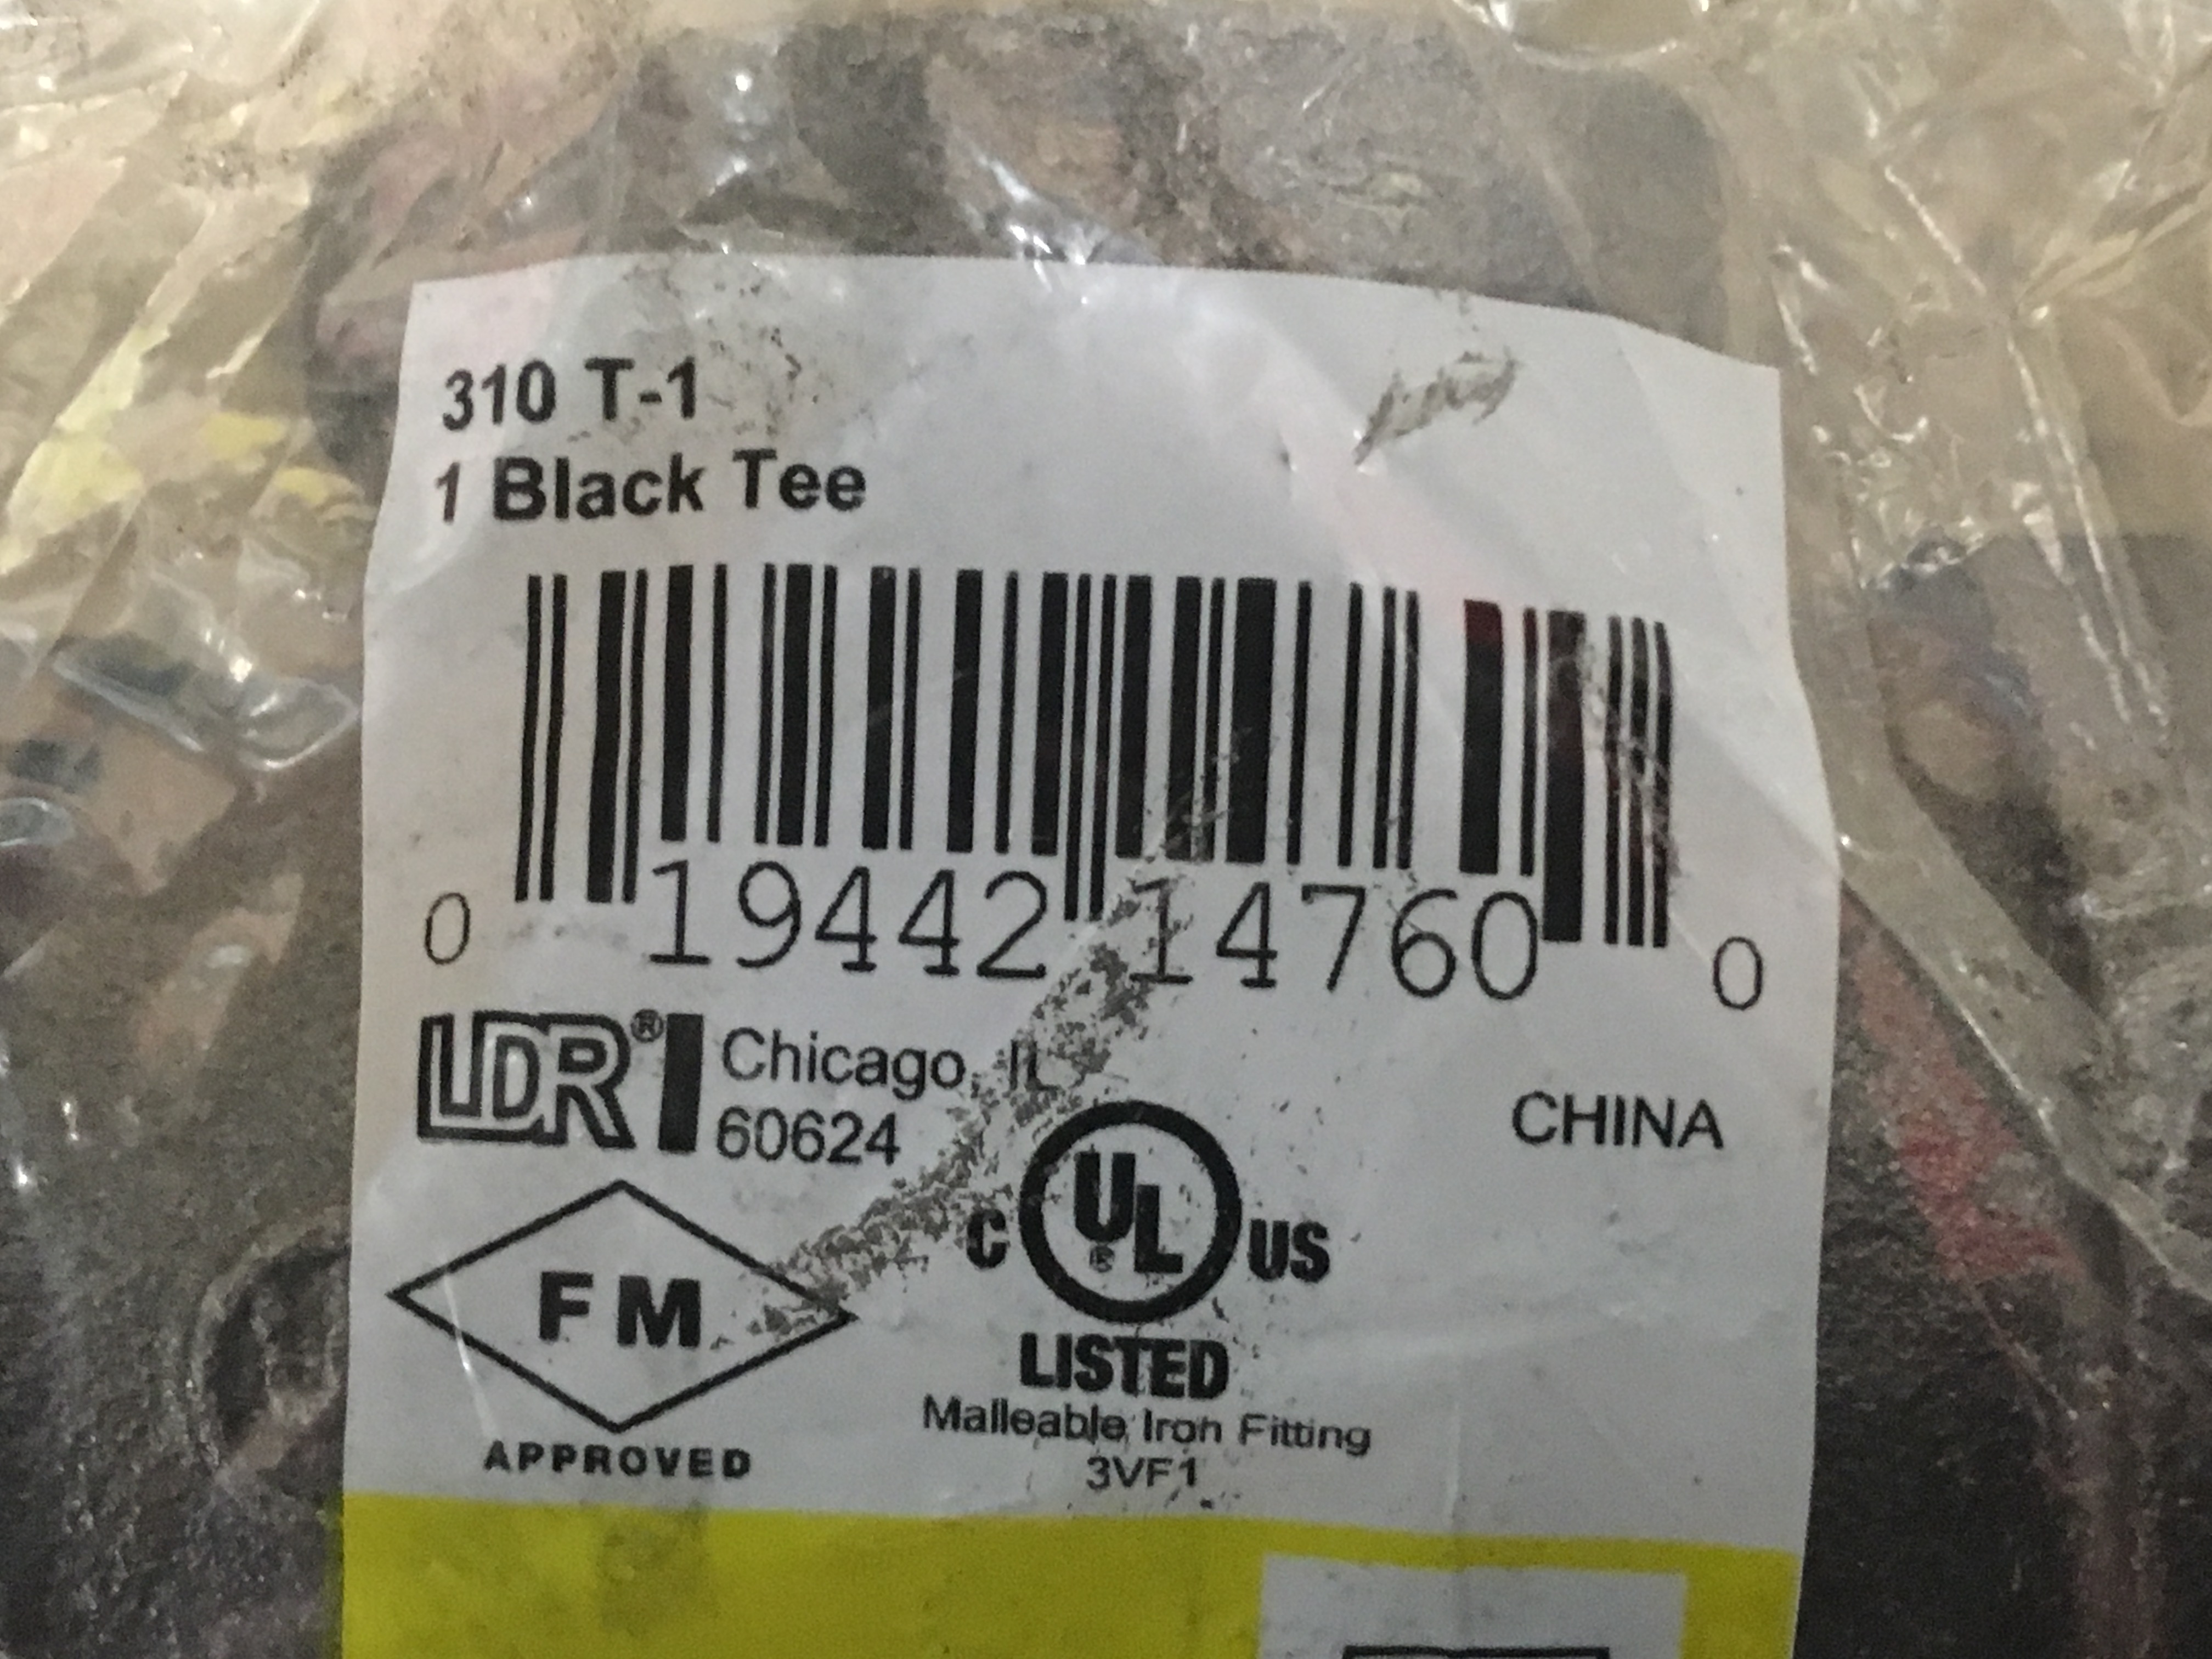 310 T-1
1 Black Tee
0 19442 14760 0
LDR® Chicago, IL
60624
CHINA
FM
APPROVED
C UL® US
LISTED
Malleable Iron Fitting
3VF1